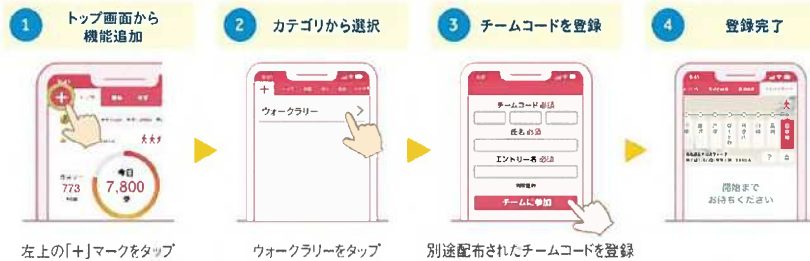 1
トップ画面から
機能追加
2
カテゴリから選択
3
チームコードを登録
4
登録完了
+
今日
773
7,800
歩
左上の「+」マークをタップ
+
ウォークラリー
ウォークラリーをタップ
チームコード 必須
氏名 必須
エントリー名 必須
チームに参加
別途配布されたチームコードを登録
開始まで
お待ちください